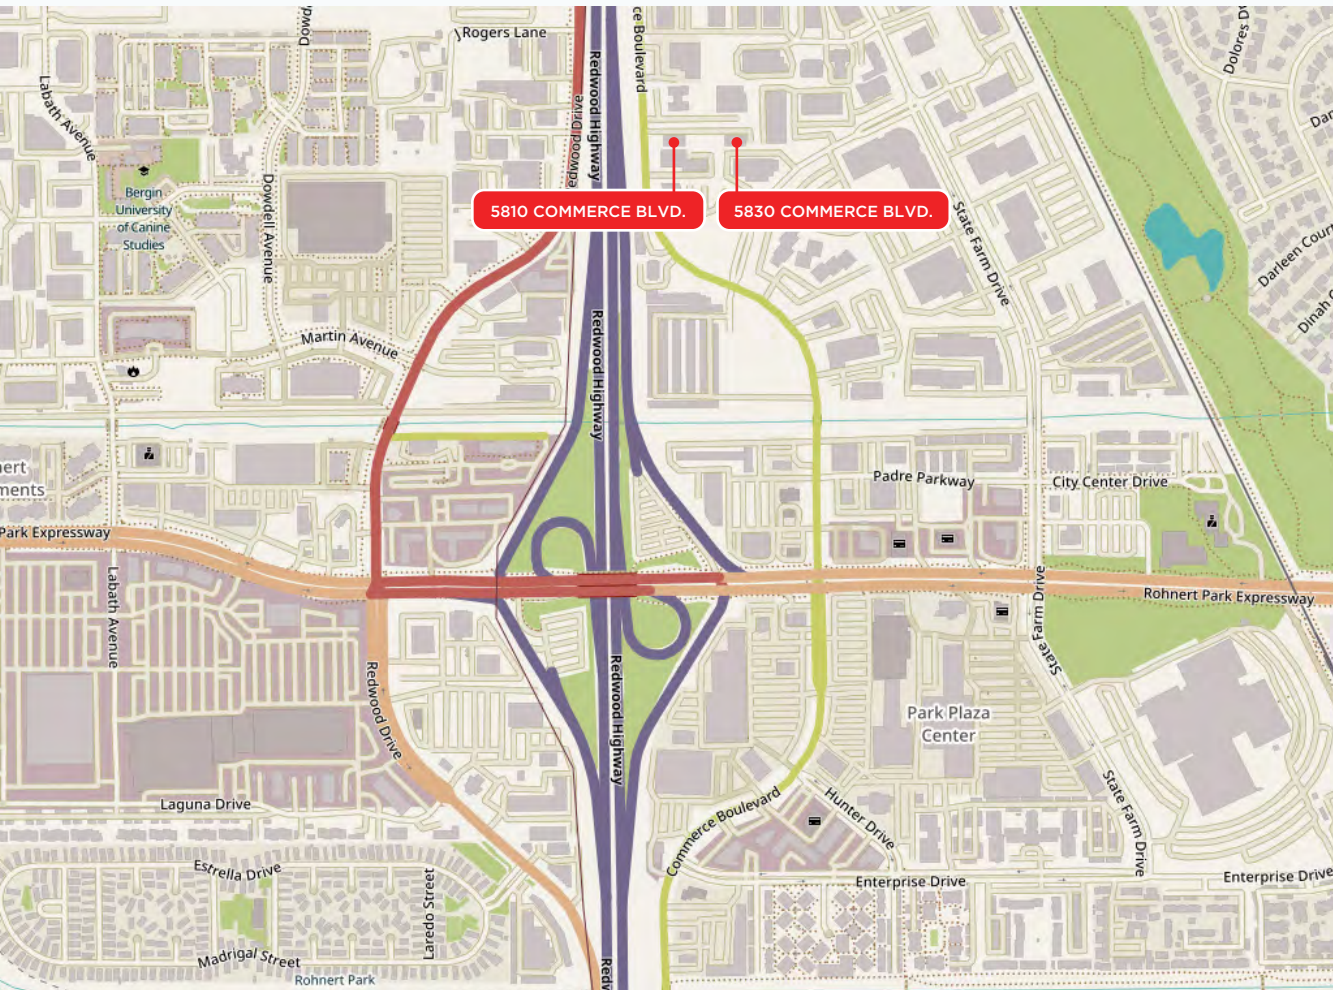 Rogers Lane
Labath Avenue
Redwood Highway
Bergin
University
of Canine
Studies
Dowdell Avenue
5810 COMMERCE BLVD.
5830 COMMERCE BLVD.
State Farm Drive
Darleen Court
Martin Avenue
Redwood Highway
Padre Parkway
City Center Drive
Park Expressway
Labath Avenue
State Farm Drive
Rohnert Park Expressway
Redwood Drive
Redwood Highway
Park Plaza
Center
Laguna Drive
Commerce Boulevard
Hunter Drive
State Farm Drive
Estrella Drive
Laredo Street
Enterprise Drive
Enterprise Drive
Madrigal Street
Rohnert Park